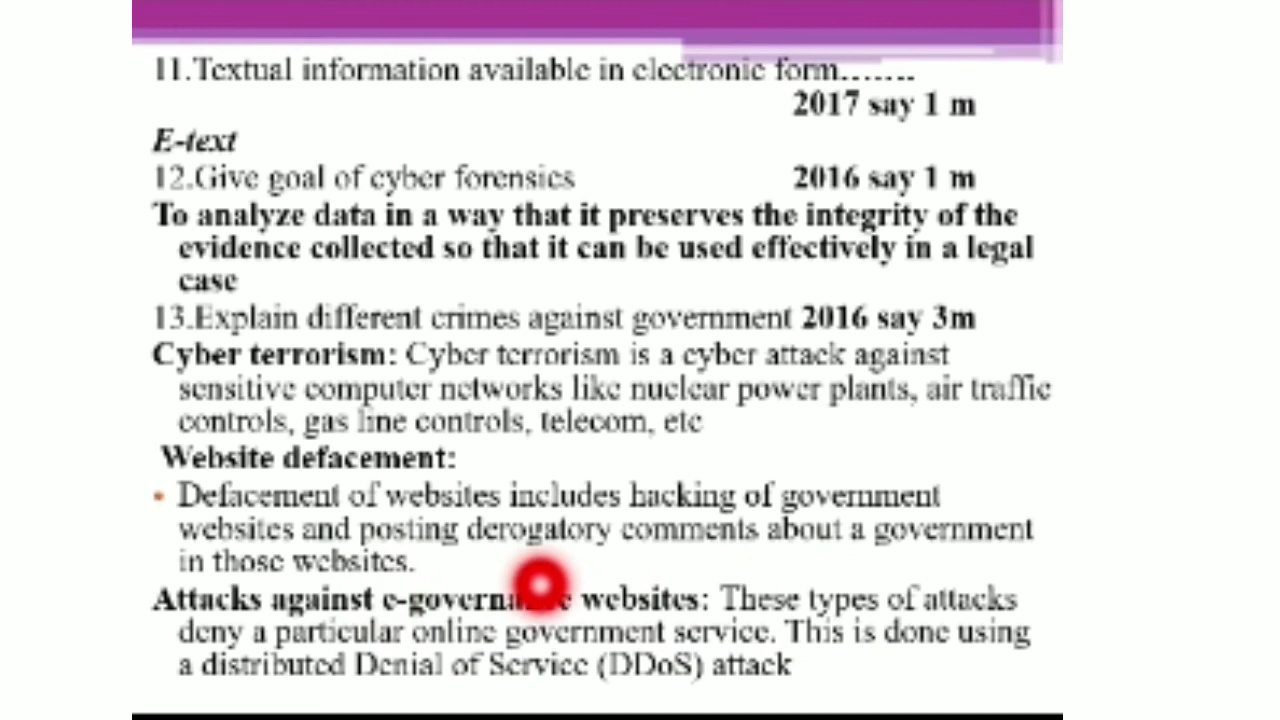 11.Textual information available in electronic form.......
2017 say 1 m
E-text
12.Give goal of cyber forensics 2016 say 1 m
To analyze data in a way that it preserves the integrity of the
evidence collected so that it can be used effectively in a legal
case
13.Explain different crimes against government 2016 say 3m
Cyber terrorism: Cyber terrorism is a cyber attack against
sensitive computer networks like nuclear power plants, air traffic
controls, gas line controls, telecom, etc
Website defacement:
• Defacement of websites includes hacking of government
websites and posting derogatory comments about a government
in those websites.
Attacks against e-governance websites: These types of attacks
deny a particular online government service. This is done using
a distributed Denial of Service (DDoS) attack